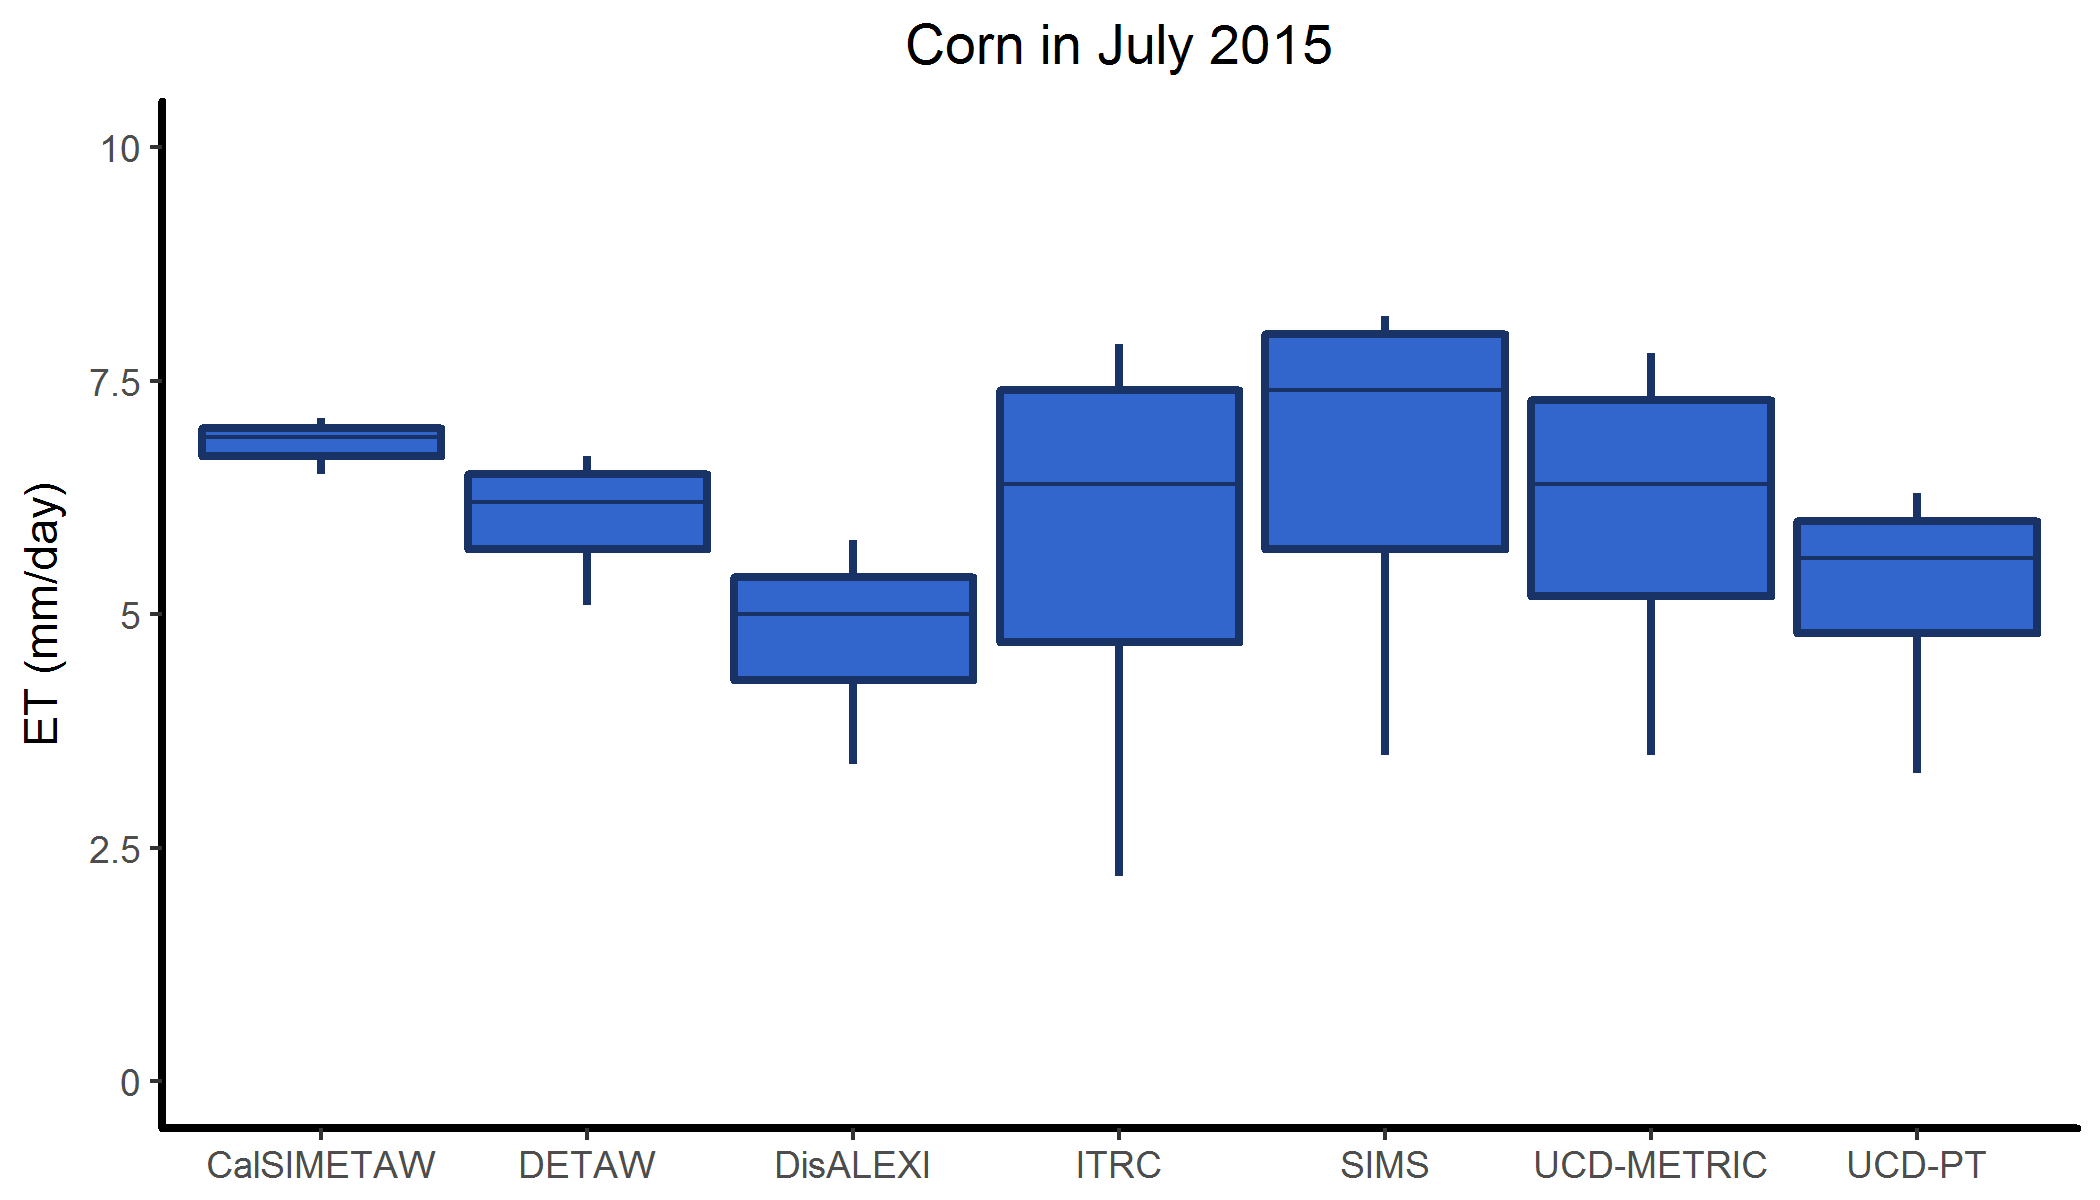 Corn in July 2015
ET (mm/day)
10
7.5
5
2.5
0
CalSIMETAW
DETAW
DisALEXI
ITRC
SIMS
UCD-METRIC
UCD-PT